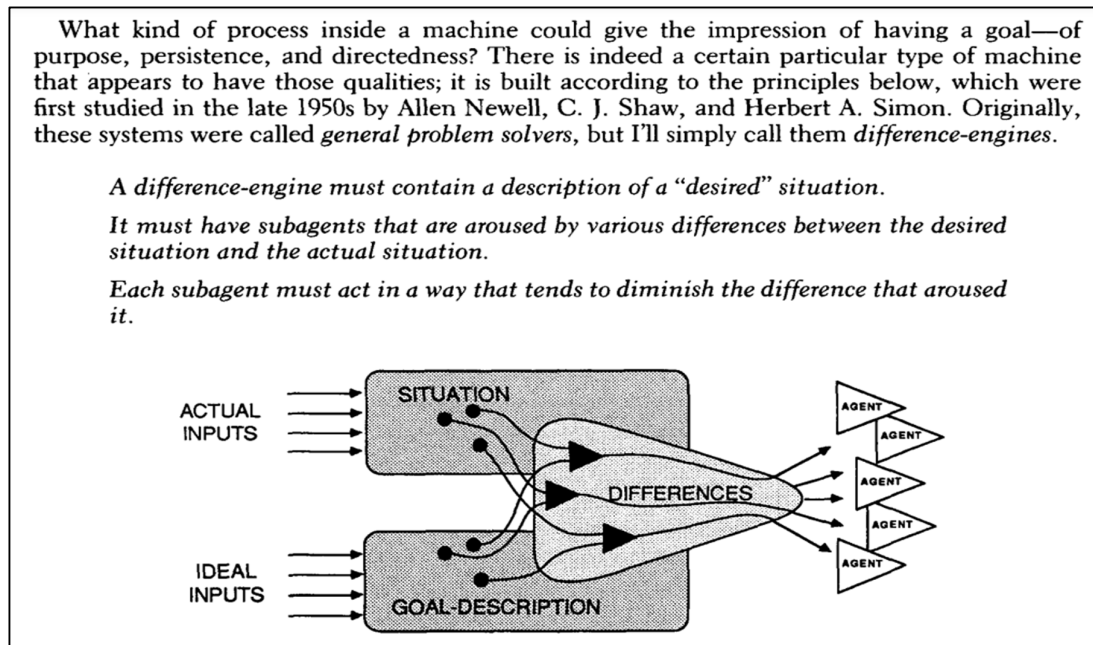 What kind of process inside a machine could give the impression of having a goal—of
purpose, persistence, and directedness? There is indeed a certain particular type of machine
that appears to have those qualities; it is built according to the principles below, which were
first studied in the late 1950s by Allen Newell, C. J. Shaw, and Herbert A. Simon. Originally,
these systems were called general problem solvers, but I'll simply call them difference-engines.
A difference-engine must contain a description of a “desired” situation.
It must have subagents that are aroused by various differences between the desired
situation and the actual situation.
Each subagent must act in a way that tends to diminish the difference that aroused
it.
SITUATION
ACTUAL
INPUTS
DIFFERENCES
AGENT
AGENT
AGENT
AGENT
AGENT
IDEAL
INPUTS
GOAL-DESCRIPTION